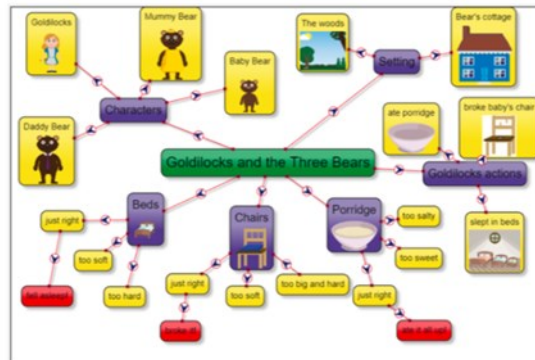 Goldilocks
Mummy Bear
Baby Bear
Daddy Bear
Characters
The woods
Setting
Bear's cottage
ate porridge
broke baby's chair
Goldilocks actions
slept in beds
Goldilocks and the Three Bears
Beds
just right
too soft
too hard
fell asleep!
Chairs
just right
too soft
too big and hard
broke it!
Porridge
too salty
too sweet
just right
ate it all up!